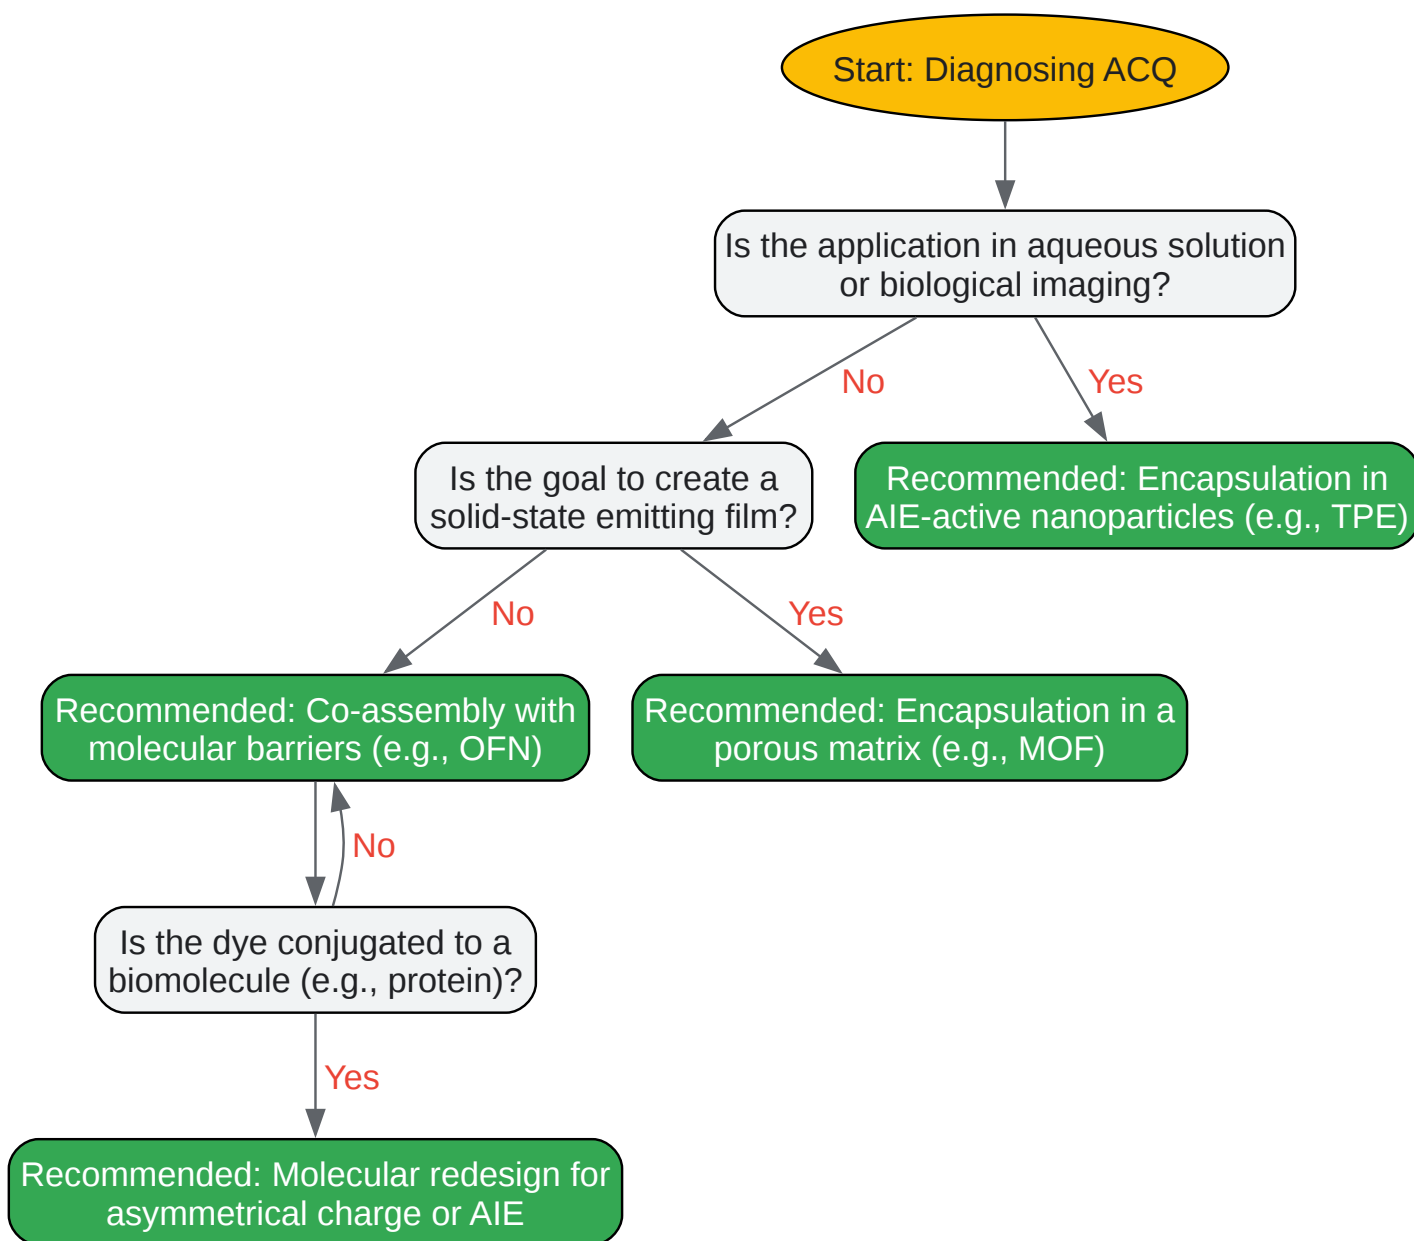 Start: Diagnosing ACQ
Is the application in aqueous solution
or biological imaging?
No
Yes
Is the goal to create a
solid-state emitting film?
Recommended: Encapsulation in
AIE-active nanoparticles (e.g., TPE)
No
Yes
Recommended: Co-assembly with
molecular barriers (e.g., OFN)
Recommended: Encapsulation in a
porous matrix (e.g., MOF)
No
Is the dye conjugated to a
biomolecule (e.g., protein)?
Yes
Recommended: Molecular redesign for
asymmetrical charge or AIE